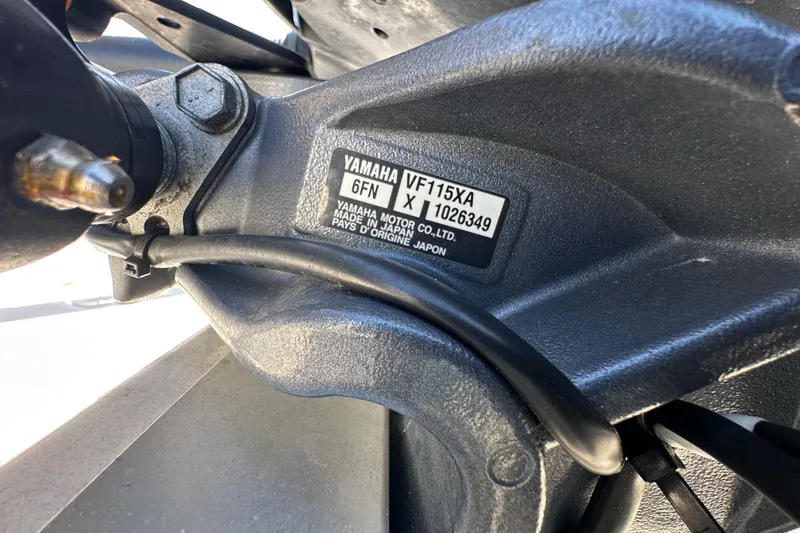 YAMAHA VF115XA
6FN X 1026349
YAMAHA MOTOR CO.,LTD.
MADE IN JAPAN
PAYS D'ORIGINE JAPON